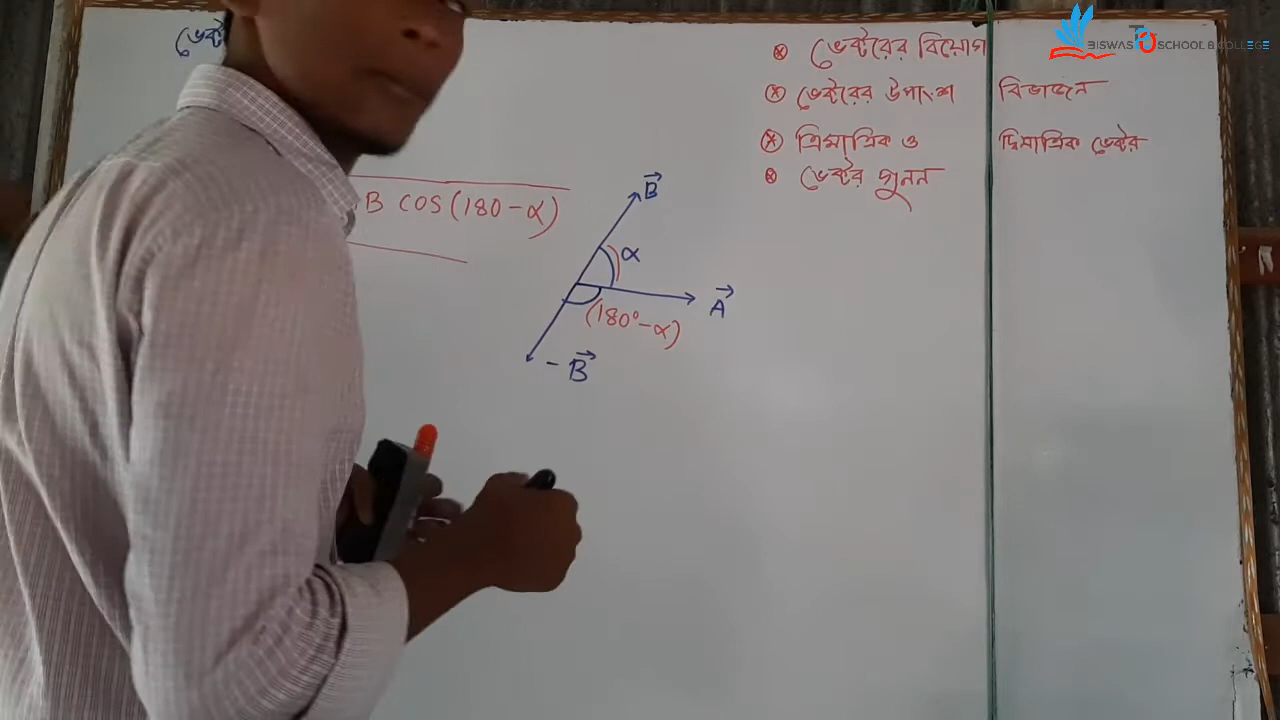 BISWAS SCHOOL & COLLEGE
ভেক্ট
ভেক্টরের বিয়োগ
ভেক্টরের উপাংশ বিভাজন
ত্রিমাত্রিক ও দ্বিমাত্রিক ভেক্টর
ভেক্টর গুনন
B COS(180-α)
B⃗
α
A⃗
(180°-α)
-B⃗